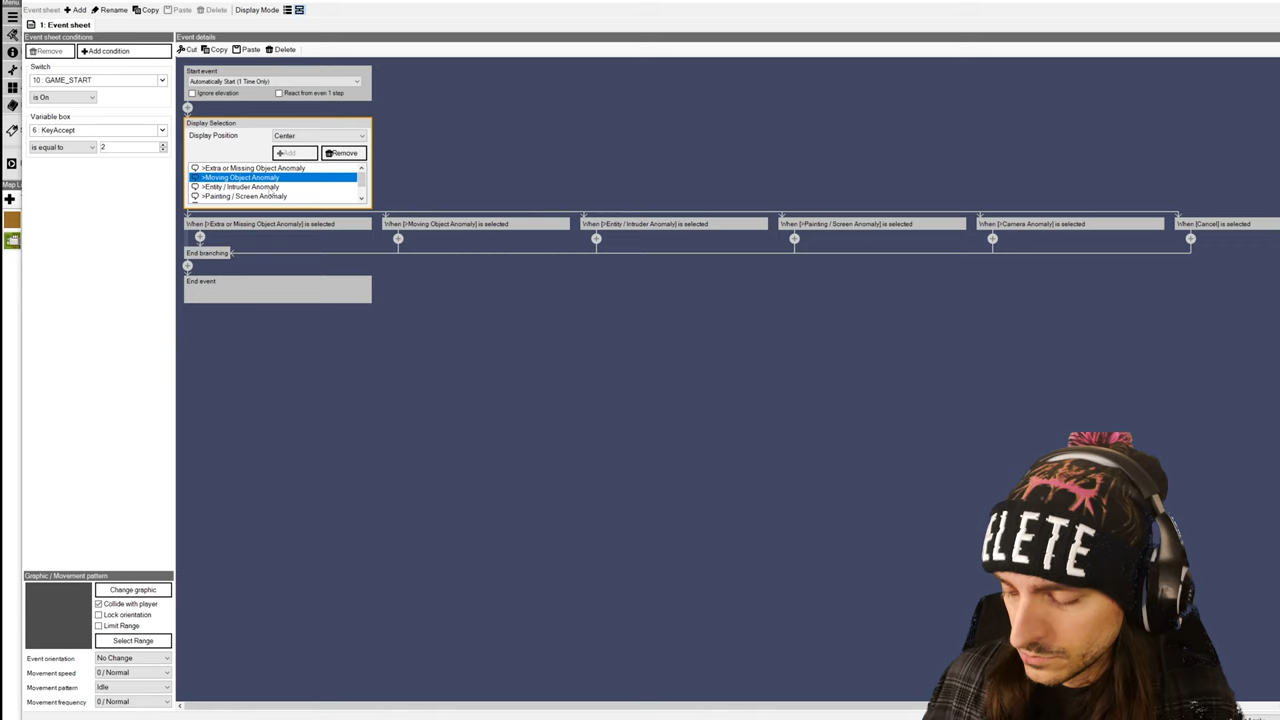 Menu
Event sheet
Add
Rename
Copy
Paste
Delete
Display Mode
1: Event sheet
Event sheet conditions
Event details
Remove
Add condition
Cut
Copy
Paste
Delete
Switch
10 : GAME_START
is On
Variable box
6 : KeyAccept
is equal to
2
Start event
Automatically Start (1 Time Only)
Ignore elevation
React from even 1 step
Display Selection
Display Position
Center
Add
Remove
>Extra or Missing Object Anomaly
>Moving Object Anomaly
>Entity / Intruder Anomaly
>Painting / Screen Anomaly
When [>Extra or Missing Object Anomaly] is selected
When [>Moving Object Anomaly] is selected
When [>Entity / Intruder Anomaly] is selected
When [>Painting / Screen Anomaly] is selected
When [>Camera Anomaly] is selected
When [Cancel] is selected
End branching
End event
Map Li
Graphic / Movement pattern
Change graphic
Collide with player
Lock orientation
Limit Range
Select Range
Event orientation
No Change
Movement speed
0 / Normal
Movement pattern
Idle
Movement frequency
0 / Normal
ELETE